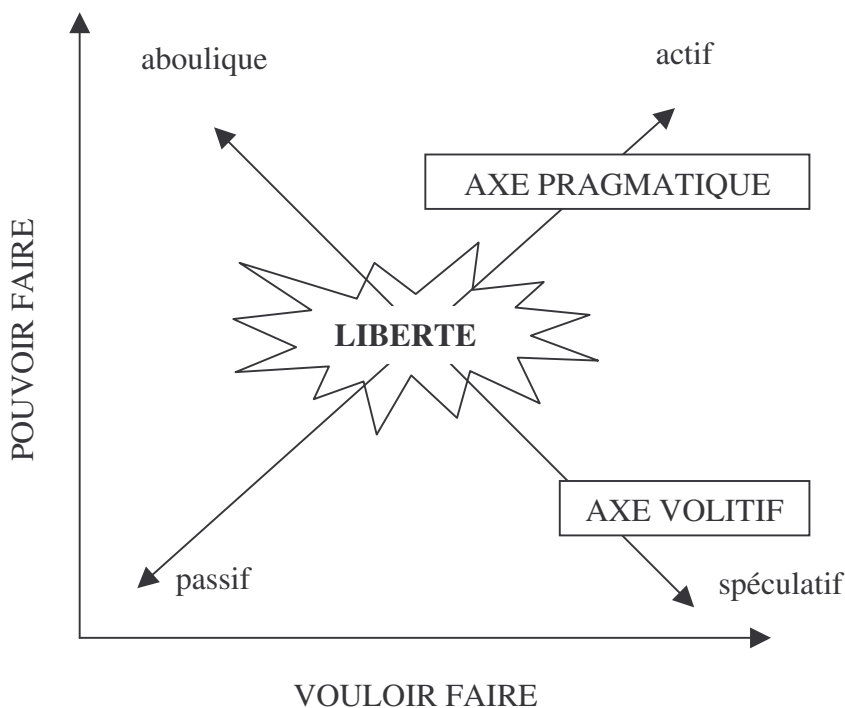 aboulique
actif
AXE PRAGMATIQUE
POUVOIR FAIRE
LIBERTE
AXE VOLITIF
passif
spéculatif
VOULOIR FAIRE